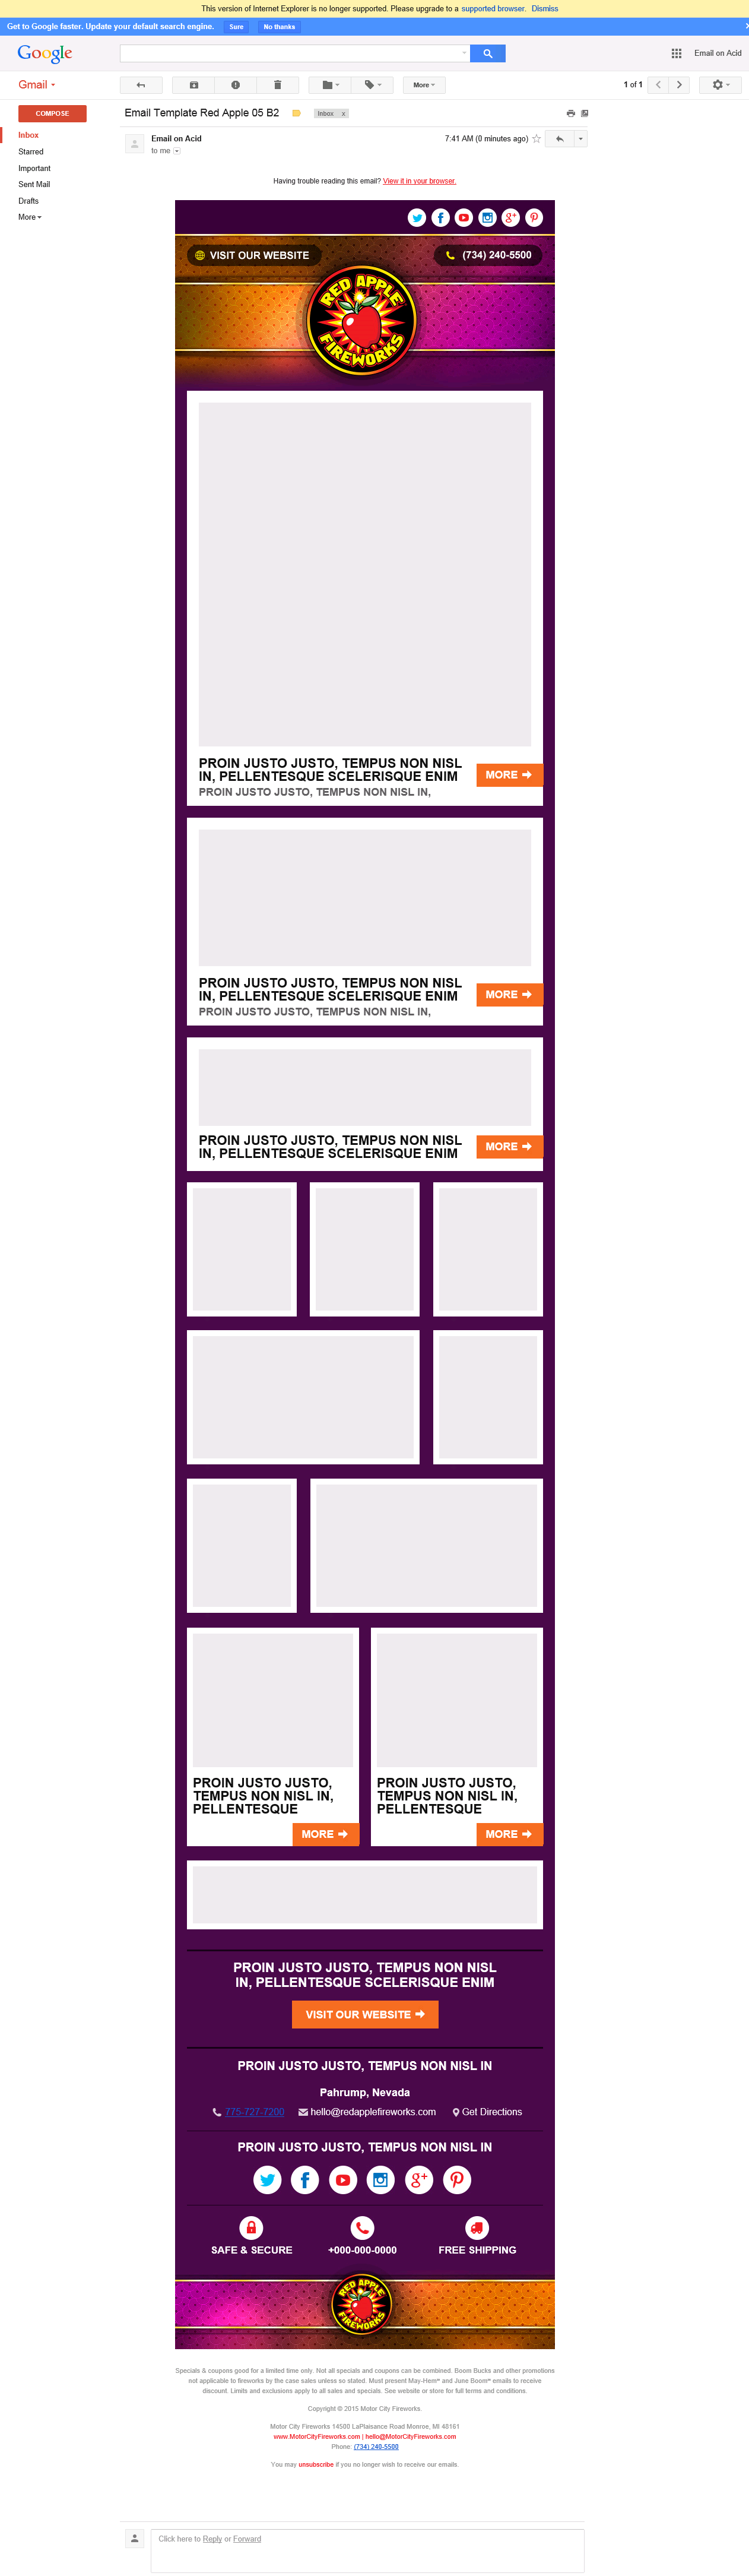 This version of Internet Explorer is no longer supported. Please upgrade to a supported browser. Dismiss
Get to Google faster. Update your default search engine. Sure No thanks
Google
Email on Acid
Gmail
More
1 of 1
COMPOSE
Inbox
Starred
Important
Sent Mail
Drafts
More
Email Template Red Apple 05 B2
Inbox x
Email on Acid
7:41 AM (0 minutes ago)
to me
Having trouble reading this email? View it in your browser.
VISIT OUR WEBSITE
(734) 240-5500
RED APPLE
FIREWORKS
PROIN JUSTO JUSTO, TEMPUS NON NISL
IN, PELLENTESQUE SCELERISQUE ENIM
PROIN JUSTO JUSTO, TEMPUS NON NISL IN,
MORE
PROIN JUSTO JUSTO, TEMPUS NON NISL
IN, PELLENTESQUE SCELERISQUE ENIM
PROIN JUSTO JUSTO, TEMPUS NON NISL IN,
MORE
PROIN JUSTO JUSTO, TEMPUS NON NISL
IN, PELLENTESQUE SCELERISQUE ENIM
MORE
PROIN JUSTO JUSTO,
TEMPUS NON NISL IN,
PELLENTESQUE
MORE
PROIN JUSTO JUSTO,
TEMPUS NON NISL IN,
PELLENTESQUE
MORE
PROIN JUSTO JUSTO, TEMPUS NON NISL
IN, PELLENTESQUE SCELERISQUE ENIM
VISIT OUR WEBSITE
PROIN JUSTO JUSTO, TEMPUS NON NISL IN
Pahrump, Nevada
775-727-7200 hello@redapplefireworks.com Get Directions
PROIN JUSTO JUSTO, TEMPUS NON NISL IN
SAFE & SECURE
+000-000-0000
FREE SHIPPING
RED APPLE
FIREWORKS
Specials & coupons good for a limited time only. Not all specials and coupons can be combined. Boom Bucks and other promotions
not applicable to fireworks by the case sales unless so stated. Must present May-Hem℠ and June Boom℠ emails to receive
discount. Limits and exclusions apply to all sales and specials. See website or store for full terms and conditions.
Copyright © 2015 Motor City Fireworks.
Motor City Fireworks 14500 LaPlaisance Road Monroe, MI 48161
www.MotorCityFireworks.com | hello@MotorCityFireworks.com
Phone: (734) 240-5500
You may unsubscribe if you no longer wish to receive our emails.
Click here to Reply or Forward